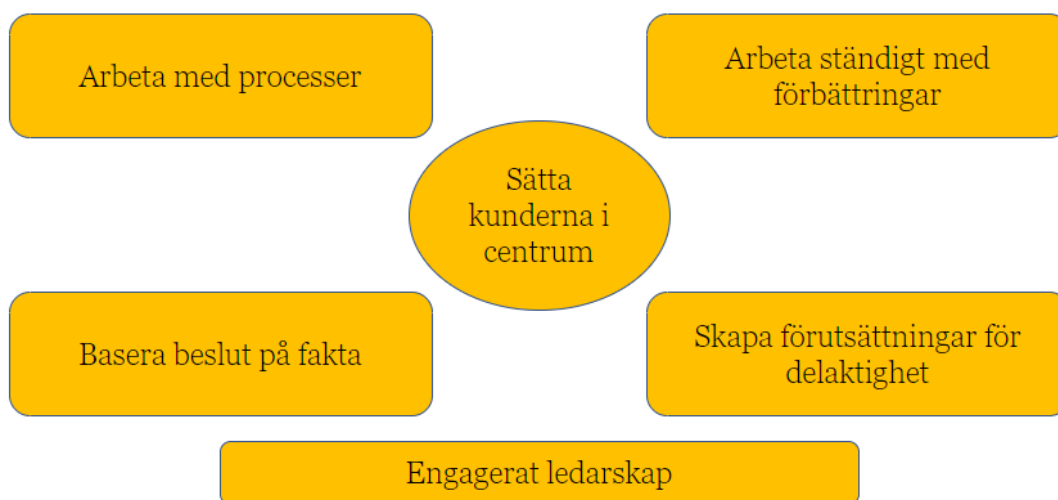 Arbeta med processer
Arbeta ständigt med
förbättringar
Sätta
kunderna i
centrum
Basera beslut på fakta
Skapa förutsättningar för
delaktighet
Engagerat ledarskap